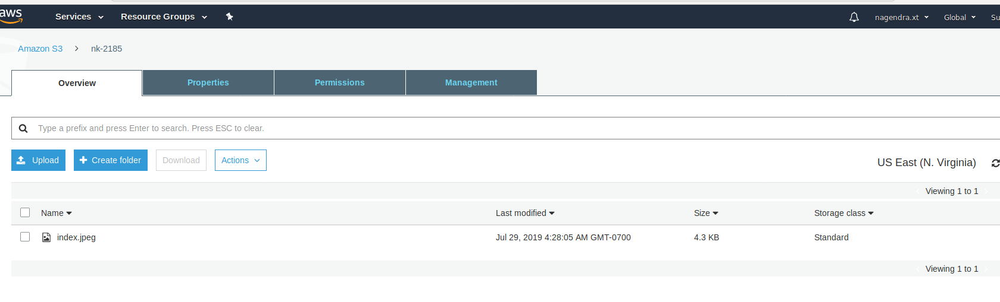 aws Services Resource Groups nagendra.xt Global Su
Amazon S3 > nk-2185
Overview Properties Permissions Management
Type a prefix and press Enter to search. Press ESC to clear.
Upload Create folder Download Actions US East (N. Virginia)
Viewing 1 to 1
Name Last modified Size Storage class
index.jpeg Jul 29, 2019 4:28:05 AM GMT-0700 4.3 KB Standard
Viewing 1 to 1